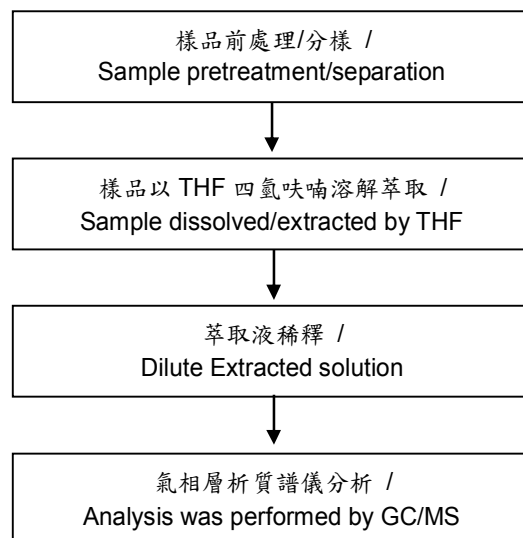 樣品前處理/分樣 /
Sample pretreatment/separation
樣品以 THF 四氫呋喃溶解萃取 /
Sample dissolved/extracted by THF
萃取液稀釋 /
Dilute Extracted solution
氣相層析質譜儀分析 /
Analysis was performed by GC/MS